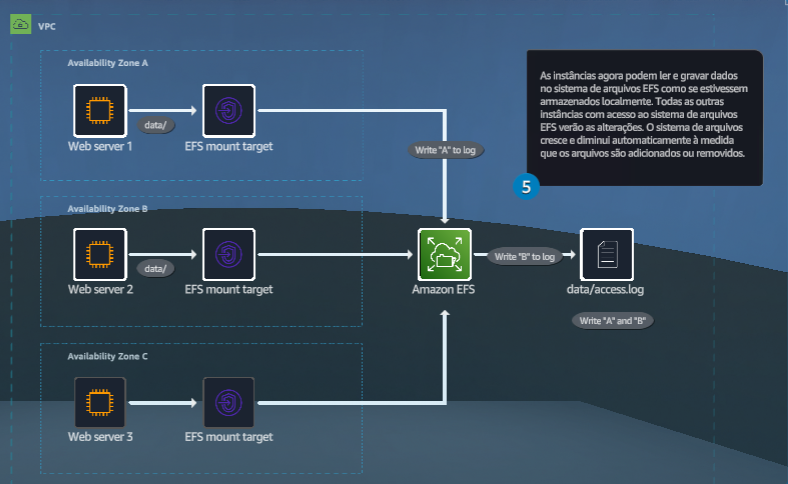 VPC
Availability Zone A
As instâncias agora podem ler e gravar dados
no sistema de arquivos EFS como se estivessem
armazenados localmente. Todas as outras
instâncias com acesso ao sistema de arquivos
EFS verão as alterações. O sistema de arquivos
cresce e diminui automaticamente à medida
que os arquivos são adicionados ou removidos.
5
data/
Web server 1
EFS mount target
Write "A" to log
Availability Zone B
data/
Web server 2
EFS mount target
Amazon EFS
Write "B" to log
data/access.log
Write "A" and "B"
Availability Zone C
Web server 3
EFS mount target